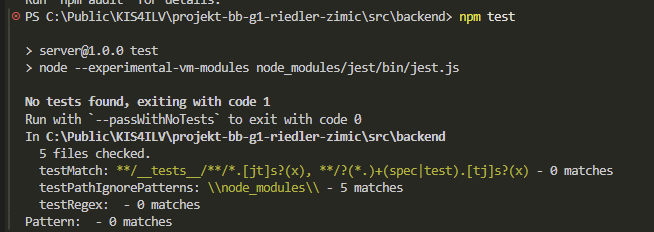 Run `npm audit` for details.
PS C:\Public\KIS4ILV\projekt-bb-g1-riedler-zimic\src\backend> npm test
> server@1.0.0 test
> node --experimental-vm-modules node_modules/jest/bin/jest.js
No tests found, exiting with code 1
Run with `--passWithNoTests` to exit with code 0
In C:\Public\KIS4ILV\projekt-bb-g1-riedler-zimic\src\backend
5 files checked.
testMatch: **/__tests__/**/*.[jt]s?(x), **/?(*.)+(spec|test).[tj]s?(x) - 0 matches
testPathIgnorePatterns: \\node_modules\\ - 5 matches
testRegex:  - 0 matches
Pattern:  - 0 matches